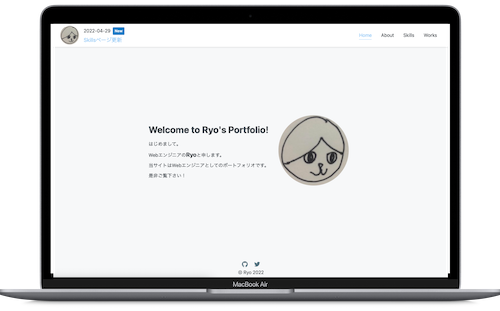 2022-04-29 New
Skillsページ更新
Home About Skills Works
Welcome to Ryo's Portfolio!
はじめまして。
WebエンジニアのRyoと申します。
当サイトはWebエンジニアとしてのポートフォリオです。
是非ご覧下さい！
© Ryo 2022
MacBook Air